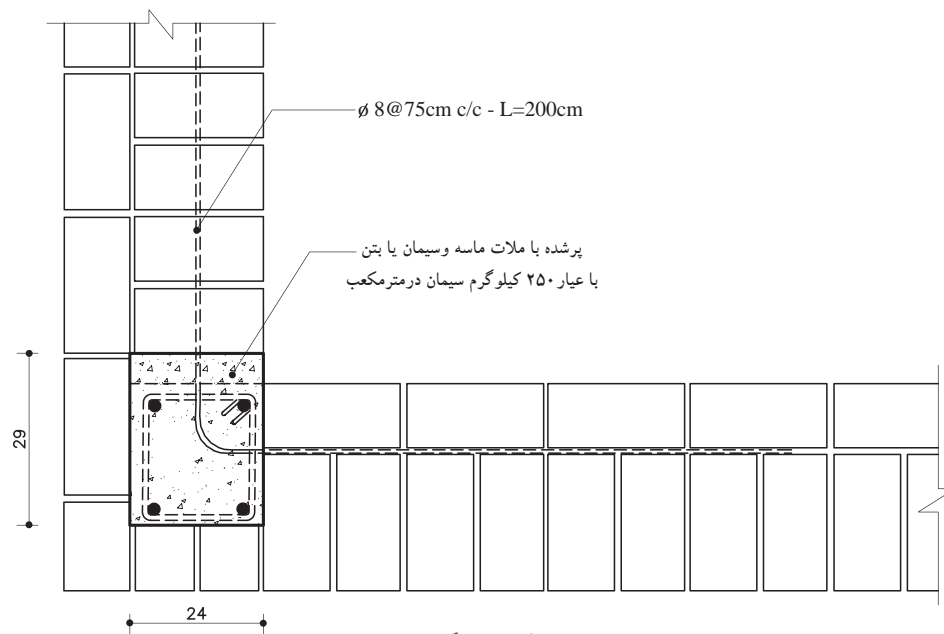 ø 8@75cm c/c - L=200cm
پرشده با ملات ماسه وسیمان یا بتن
با عیار ۲۵۰ کیلوگرم سیمان درمترمکعب
29
24